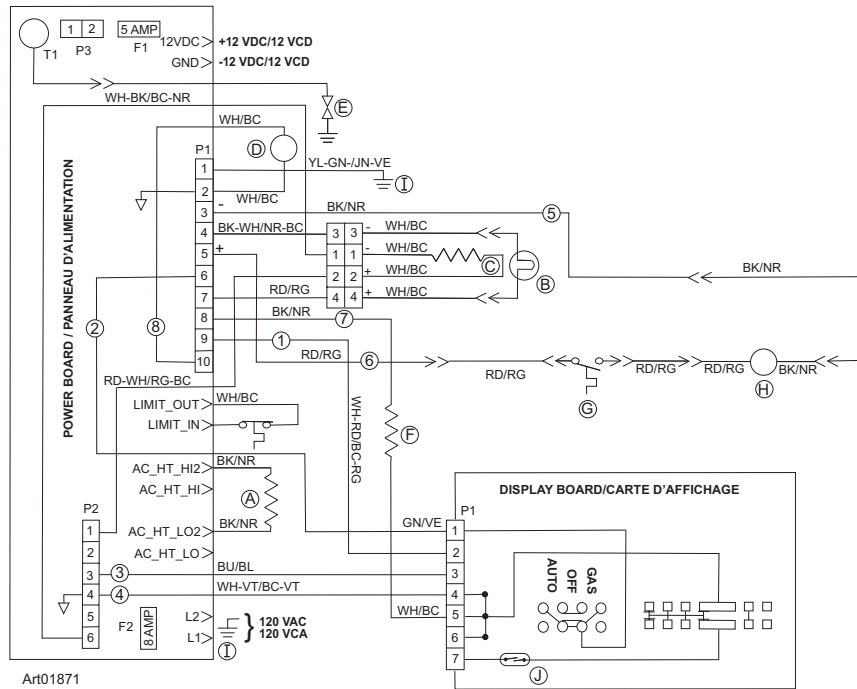 T1
1 2
P3
5 AMP
F1
12VDC
+12 VDC/12 VCD
GND
-12 VDC/12 VCD
WH-BK/BC-NR
E
WH/BC
D
P1
YL-GN-/JN-VE
I
POWER BOARD / PANNEAU D'ALIMENTATION
1
2
3
4
5
6
7
8
9
10
WH/BC
-
BK/NR
5
BK-WH/NR-BC
+
3 3 - WH/BC
1 1 - WH/BC
2 2 + WH/BC
4 4 + WH/BC
C
B
BK/NR
RD/RG
2
8
BK/NR
7
1
RD/RG
6
RD/RG
RD/RG
RD/RG
BK/NR
G
H
RD-WH/RG-BC
LIMIT_OUT
WH/BC
LIMIT_IN
WH-RD/BC-RG
F
AC_HT_HI2
BK/NR
AC_HT_HI
A
DISPLAY BOARD/CARTE D'AFFICHAGE
P2
AC_HT_LO2
BK/NR
AC_HT_LO
GN/VE
P1
1
2
3
4
5
6
3
BU/BL
4
WH-VT/BC-VT
WH/BC
1
2
3
4
5
6
7
AUTO
OFF
GAS
F2
8 AMP
L2
L1
I
120 VAC
120 VCA
J
Art01871